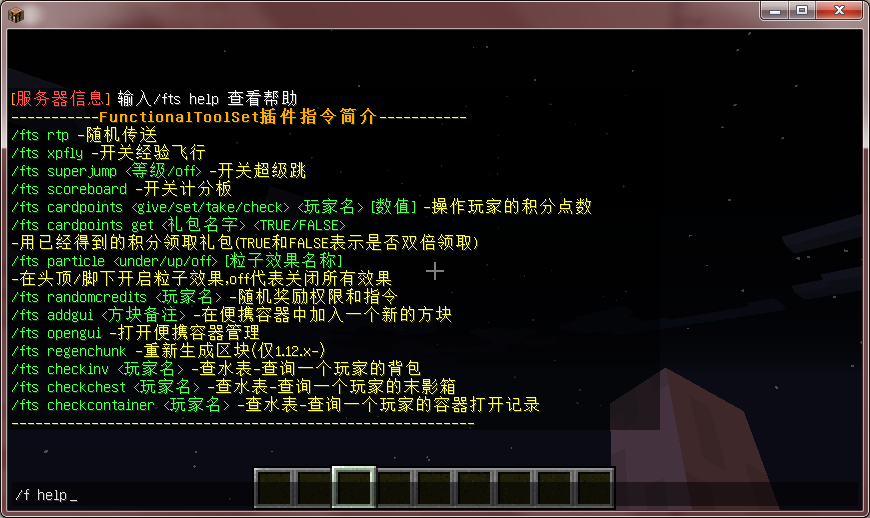 [服务器信息] 输入/fts help 查看帮助
-----------FunctionalToolSet插件指令简介-----------
/fts rtp -随机传送
/fts xpfly -开关经验飞行
/fts superjump <等级/off> -开关超级跳
/fts scoreboard -开关计分板
/fts cardpoints <give/set/take/check> <玩家名> [数值] -操作玩家的积分点数
/fts cardpoints get <礼包名字> <TRUE/FALSE>
-用已经得到的积分领取礼包(TRUE和FALSE表示是否双倍领取)
/fts particle <under/up/off> [粒子效果名称]
-在头顶/脚下开启粒子效果,off代表关闭所有效果
/fts randomcredits <玩家名> -随机奖励权限和指令
/fts addgui <方块备注> -在便携容器中加入一个新的方块
/fts opengui -打开便携容器管理
/fts regenchunk -重新生成区块(仅1.12.x-)
/fts checkinv <玩家名> -查水表-查询一个玩家的背包
/fts checkchest <玩家名> -查水表-查询一个玩家的末影箱
/fts checkcontainer <玩家名> -查水表-查询一个玩家的容器打开记录
----------------------------------------------------------
/f help_